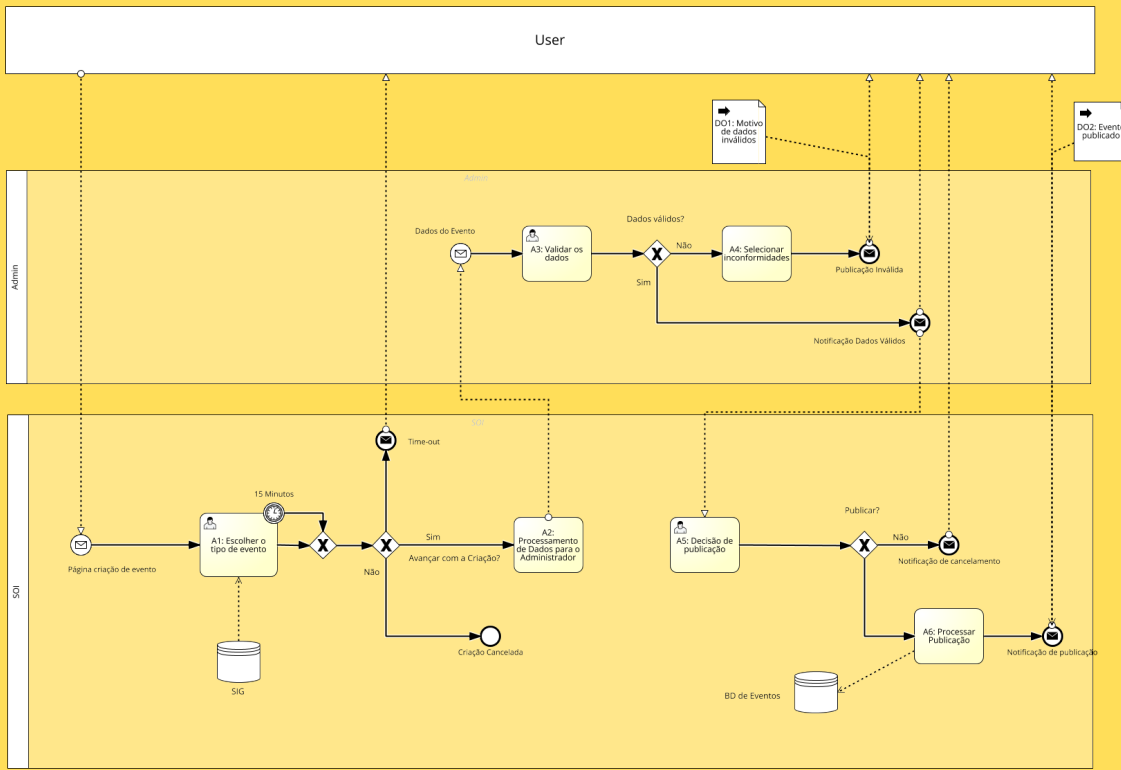 User
DO1: Motivo
de dados
inválidos
DO2: Evento
publicado
Admin
Admin
Dados do Evento
A3: Validar os
dados
Dados válidos?
Não
Sim
A4: Selecionar
inconformidades
Publicação Inválida
Notificação Dados Válidos
SOI
SOI
Time-out
15 Minutos
A1: Escolher o
tipo de evento
Página criação de evento
SIG
Sim
Avançar com a Criação?
Não
A2:
Processamento
de Dados para o
Administrador
Criação Cancelada
A5: Decisão de
publicação
Publicar?
Não
Notificação de cancelamento
A6: Processar
Publicação
Notificação de publicação
BD de Eventos